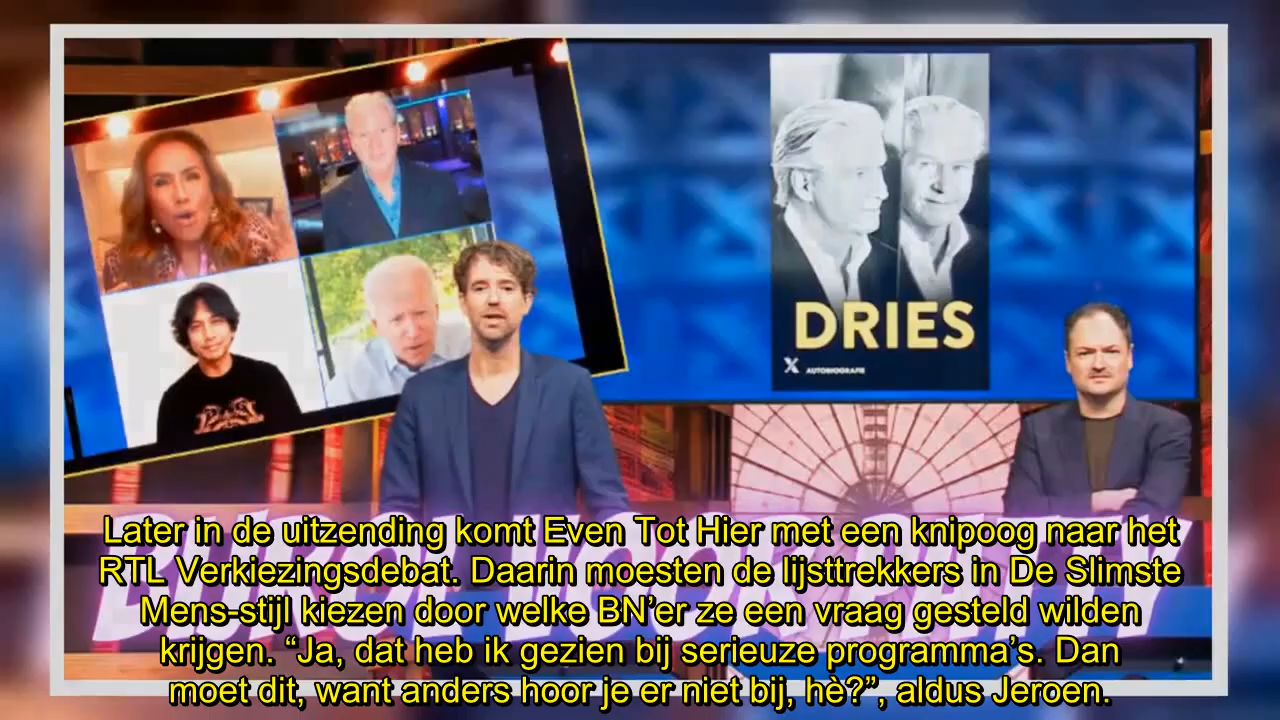 DRIES
X AUTOBIOGRAFIE
Later in de uitzending komt Even Tot Hier met een knipoog naar het
RTL Verkiezingsdebat. Daarin moesten de lijsttrekkers in De Slimste
Mens-stijl kiezen door welke BN’er ze een vraag gesteld wilden
krijgen. “Ja, dat heb ik gezien bij serieuze programma’s. Dan
moet dit, want anders hoor je er niet bij, hè?”, aldus Jeroen.